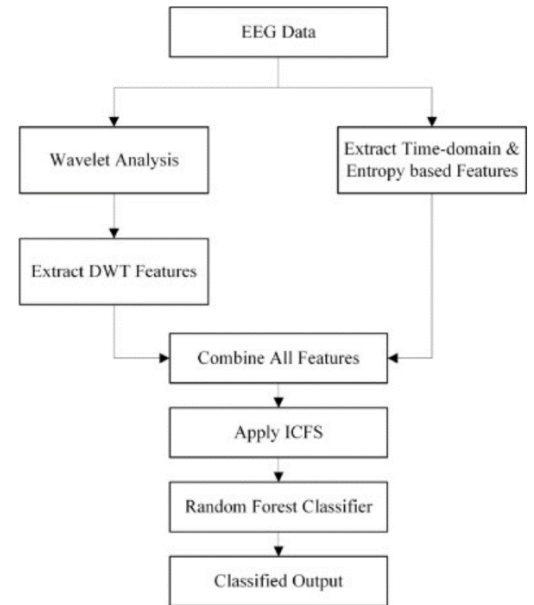 EEG Data
Wavelet Analysis
Extract Time-domain &
Entropy based Features
Extract DWT Features
Combine All Features
Apply ICFS
Random Forest Classifier
Classified Output